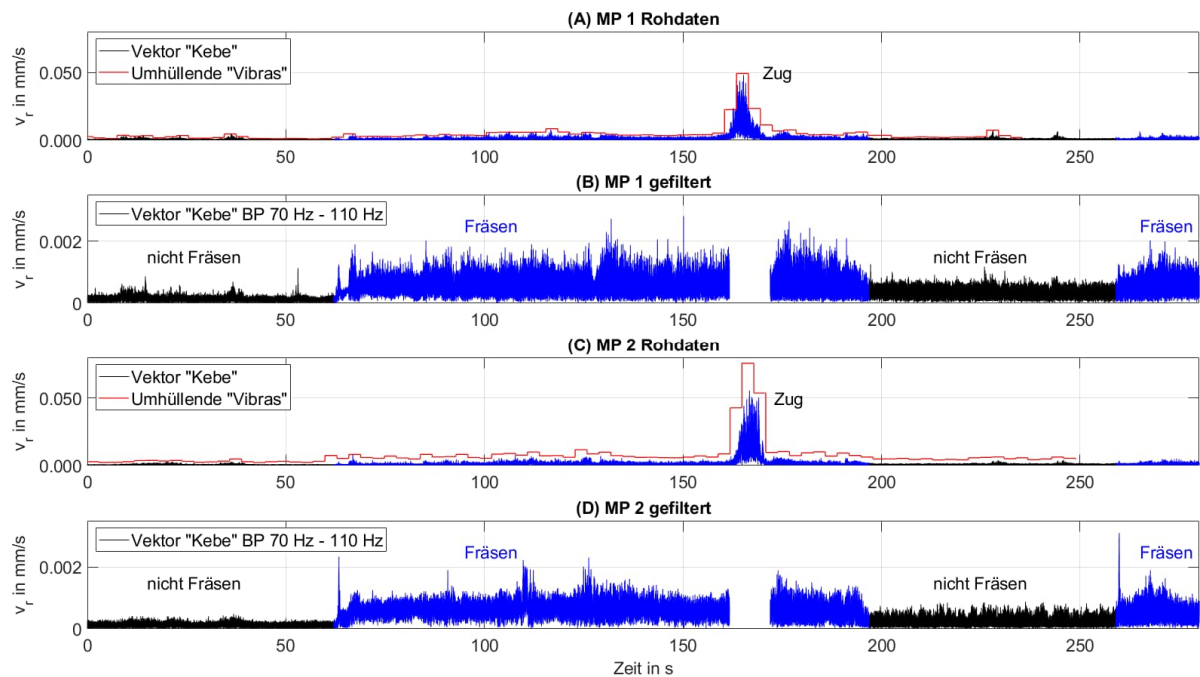 (A) MP 1 Rohdaten
v_r in mm/s
0.050
0.000
Vektor "Kebe"
Umhüllende "Vibras"
Zug
0 50 100 150 200 250
(B) MP 1 gefiltert
v_r in mm/s
0.002
0
Vektor "Kebe" BP 70 Hz - 110 Hz
nicht Fräsen
Fräsen
nicht Fräsen
Fräsen
0 50 100 150 200 250
(C) MP 2 Rohdaten
v_r in mm/s
0.050
0.000
Vektor "Kebe"
Umhüllende "Vibras"
Zug
0 50 100 150 200 250
(D) MP 2 gefiltert
v_r in mm/s
0.002
0
Vektor "Kebe" BP 70 Hz - 110 Hz
nicht Fräsen
Fräsen
nicht Fräsen
Fräsen
0 50 100 150 200 250
Zeit in s